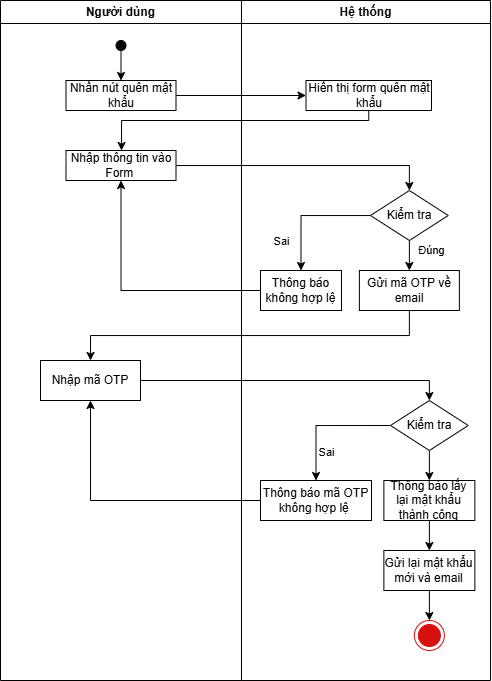 Người dùng
Hệ thống
Nhấn nút quên mật
khẩu
Hiển thị form quên mật
khẩu
Nhập thông tin vào
Form
Kiểm tra
Sai
Đúng
Thông báo
không hợp lệ
Gửi mã OTP về
email
Nhập mã OTP
Kiểm tra
Sai
Thông báo mã OTP
không hợp lệ
Thông báo lấy
lại mật khẩu
thành công
Gửi lại mật khẩu
mới và email